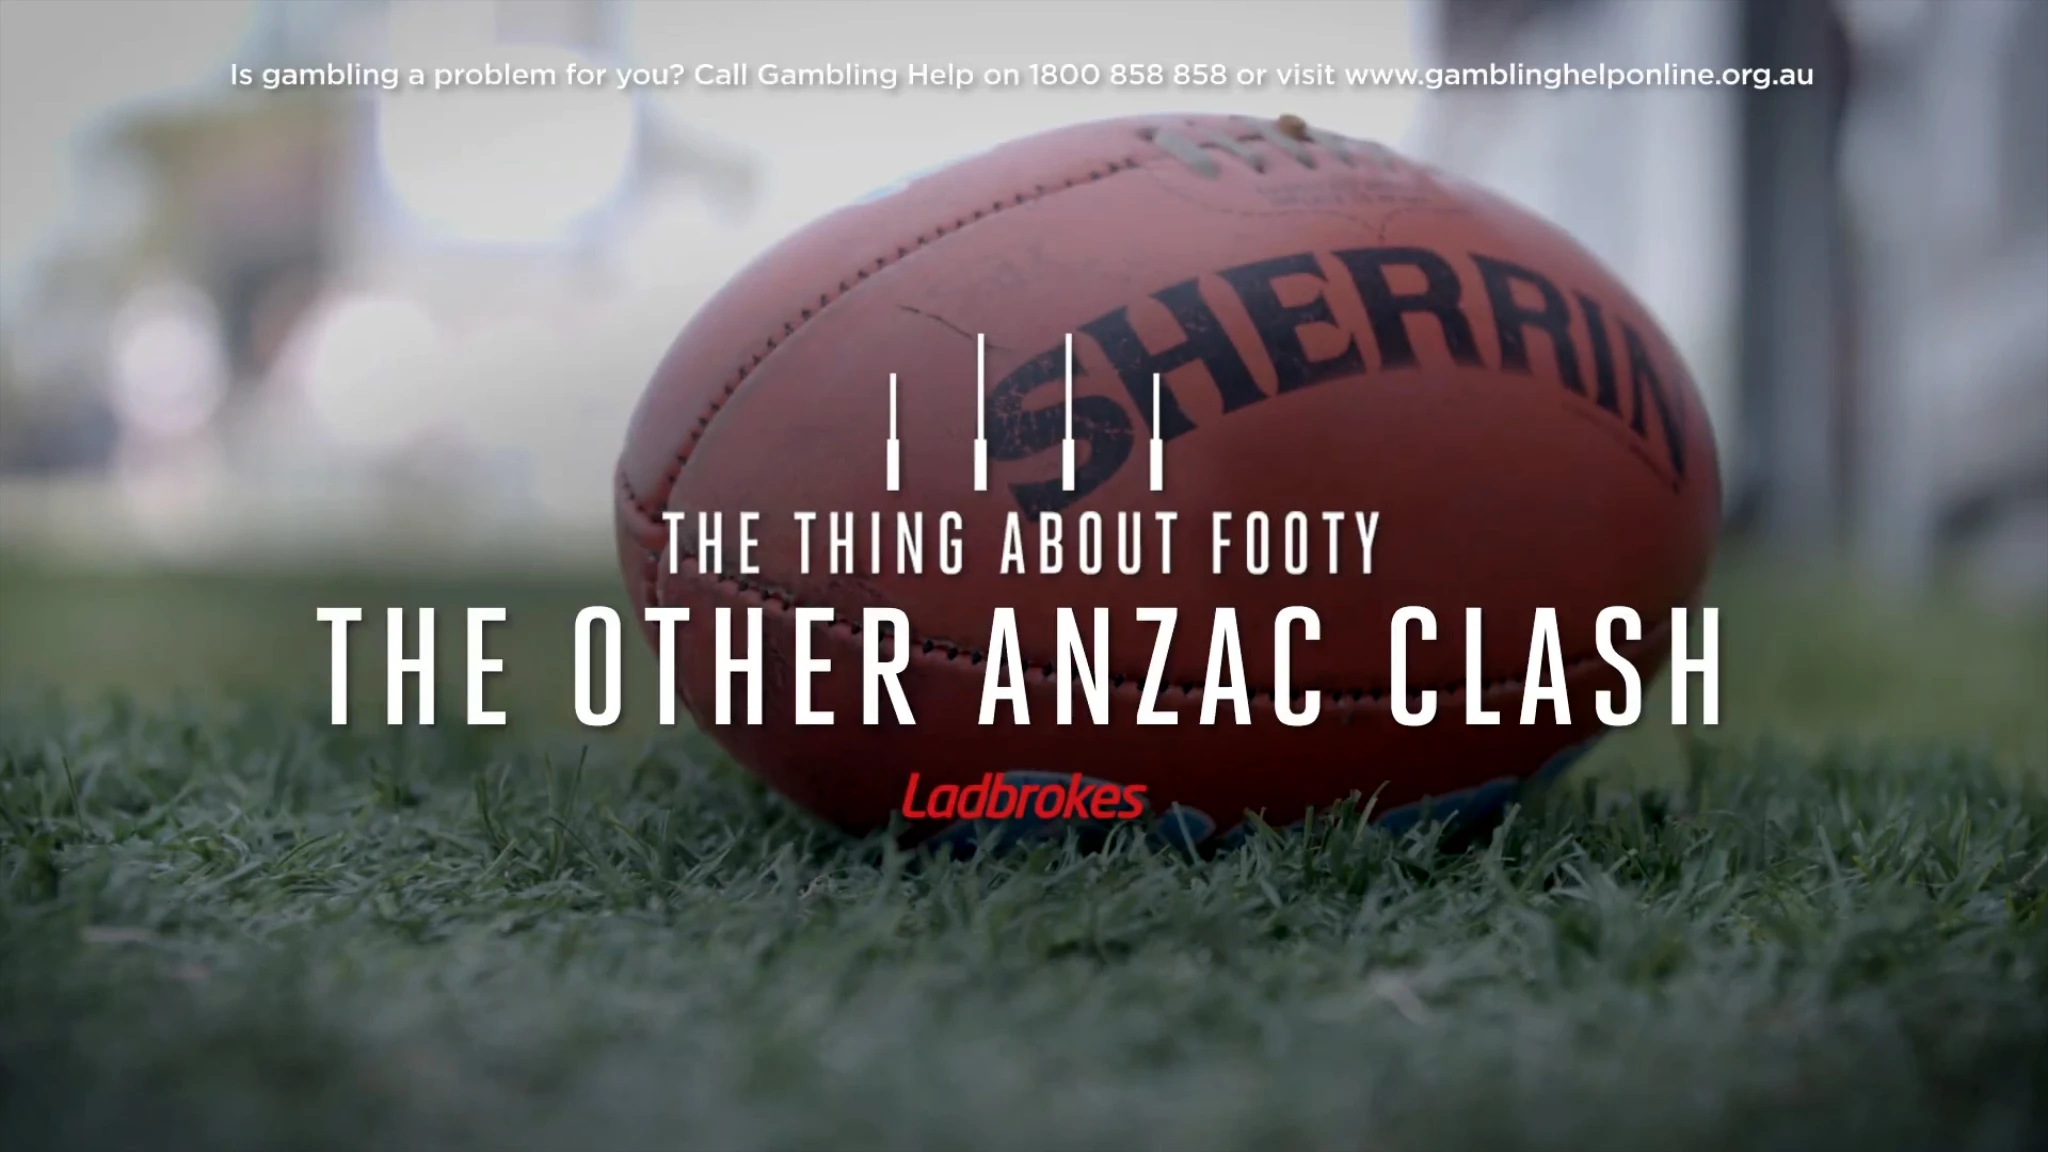 Is gambling a problem for you? Call Gambling Help on 1800 858 858 or visit www.gamblinghelponline.org.au
SHERRIN
THE THING ABOUT FOOTY
THE OTHER ANZAC CLASH
Ladbrokes